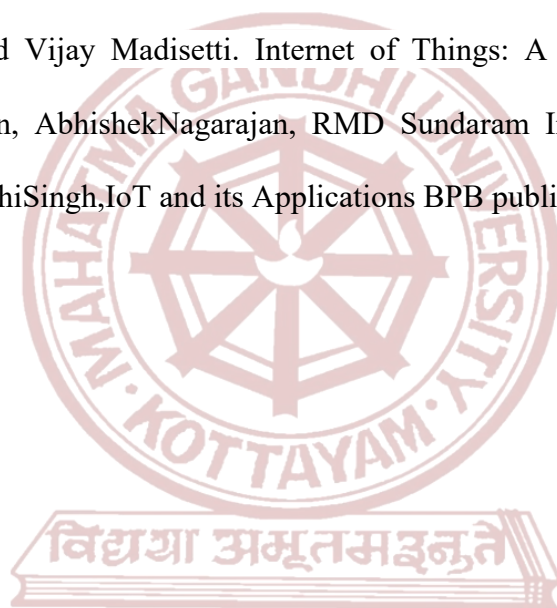 d Vijay Madisetti. Internet of Things: A
n, AbhishekNagarajan, RMD Sundaram I
hiSingh,IoT and its Applications BPB publi
MAHATMA GANDHI UNIVERSITY
KOTTAYAM
विद्यया अमृतमश्नुते